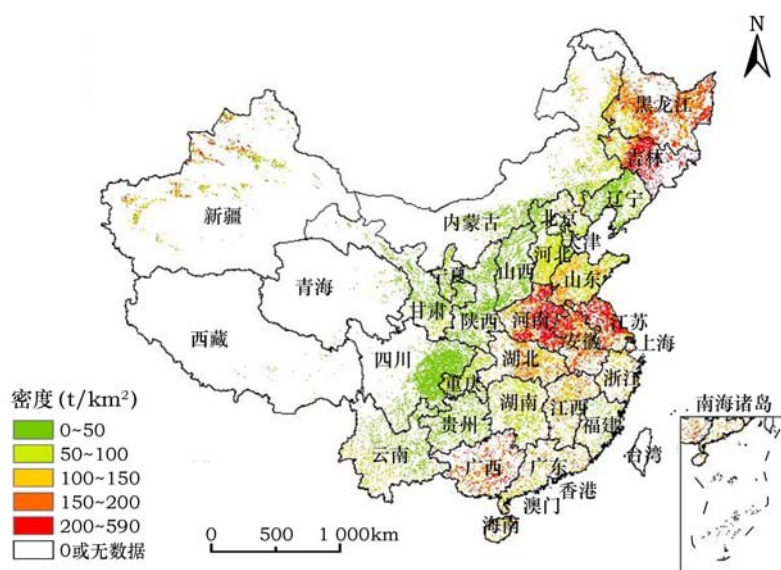 N
黑龙江
吉林
辽宁
新疆
内蒙古
北京
天津
河北
山西
山东
宁夏
青海
甘肃
陕西
河南
江苏
西藏
安徽
上海
四川
湖北
重庆
浙江
密度(t/km²)
湖南
江西
南海诸岛
0~50
贵州
福建
50~100
云南
台湾
100~150
广西
广东
150~200
香港
200~590
澳门
0或无数据
海南
0 500 1 000km